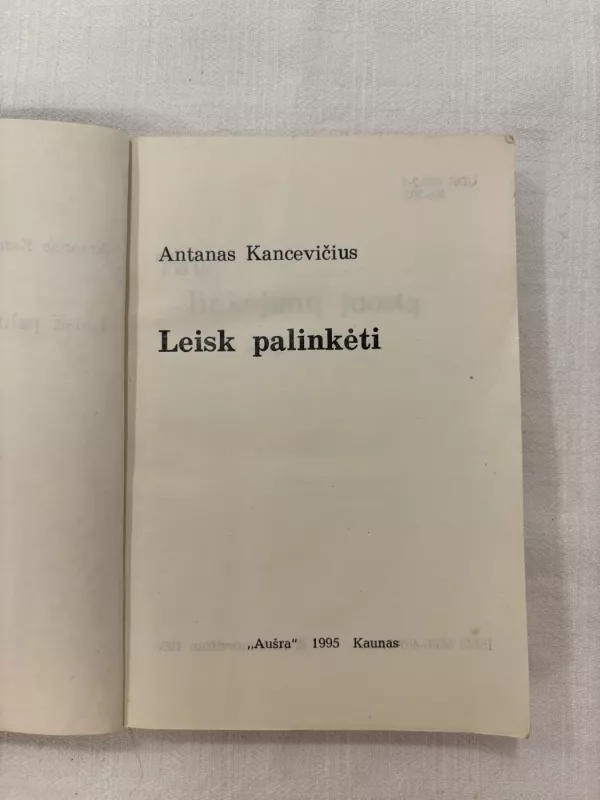 Antanas Kancevičius
Leisk palinkėti
„Aušra“ 1995 Kaunas